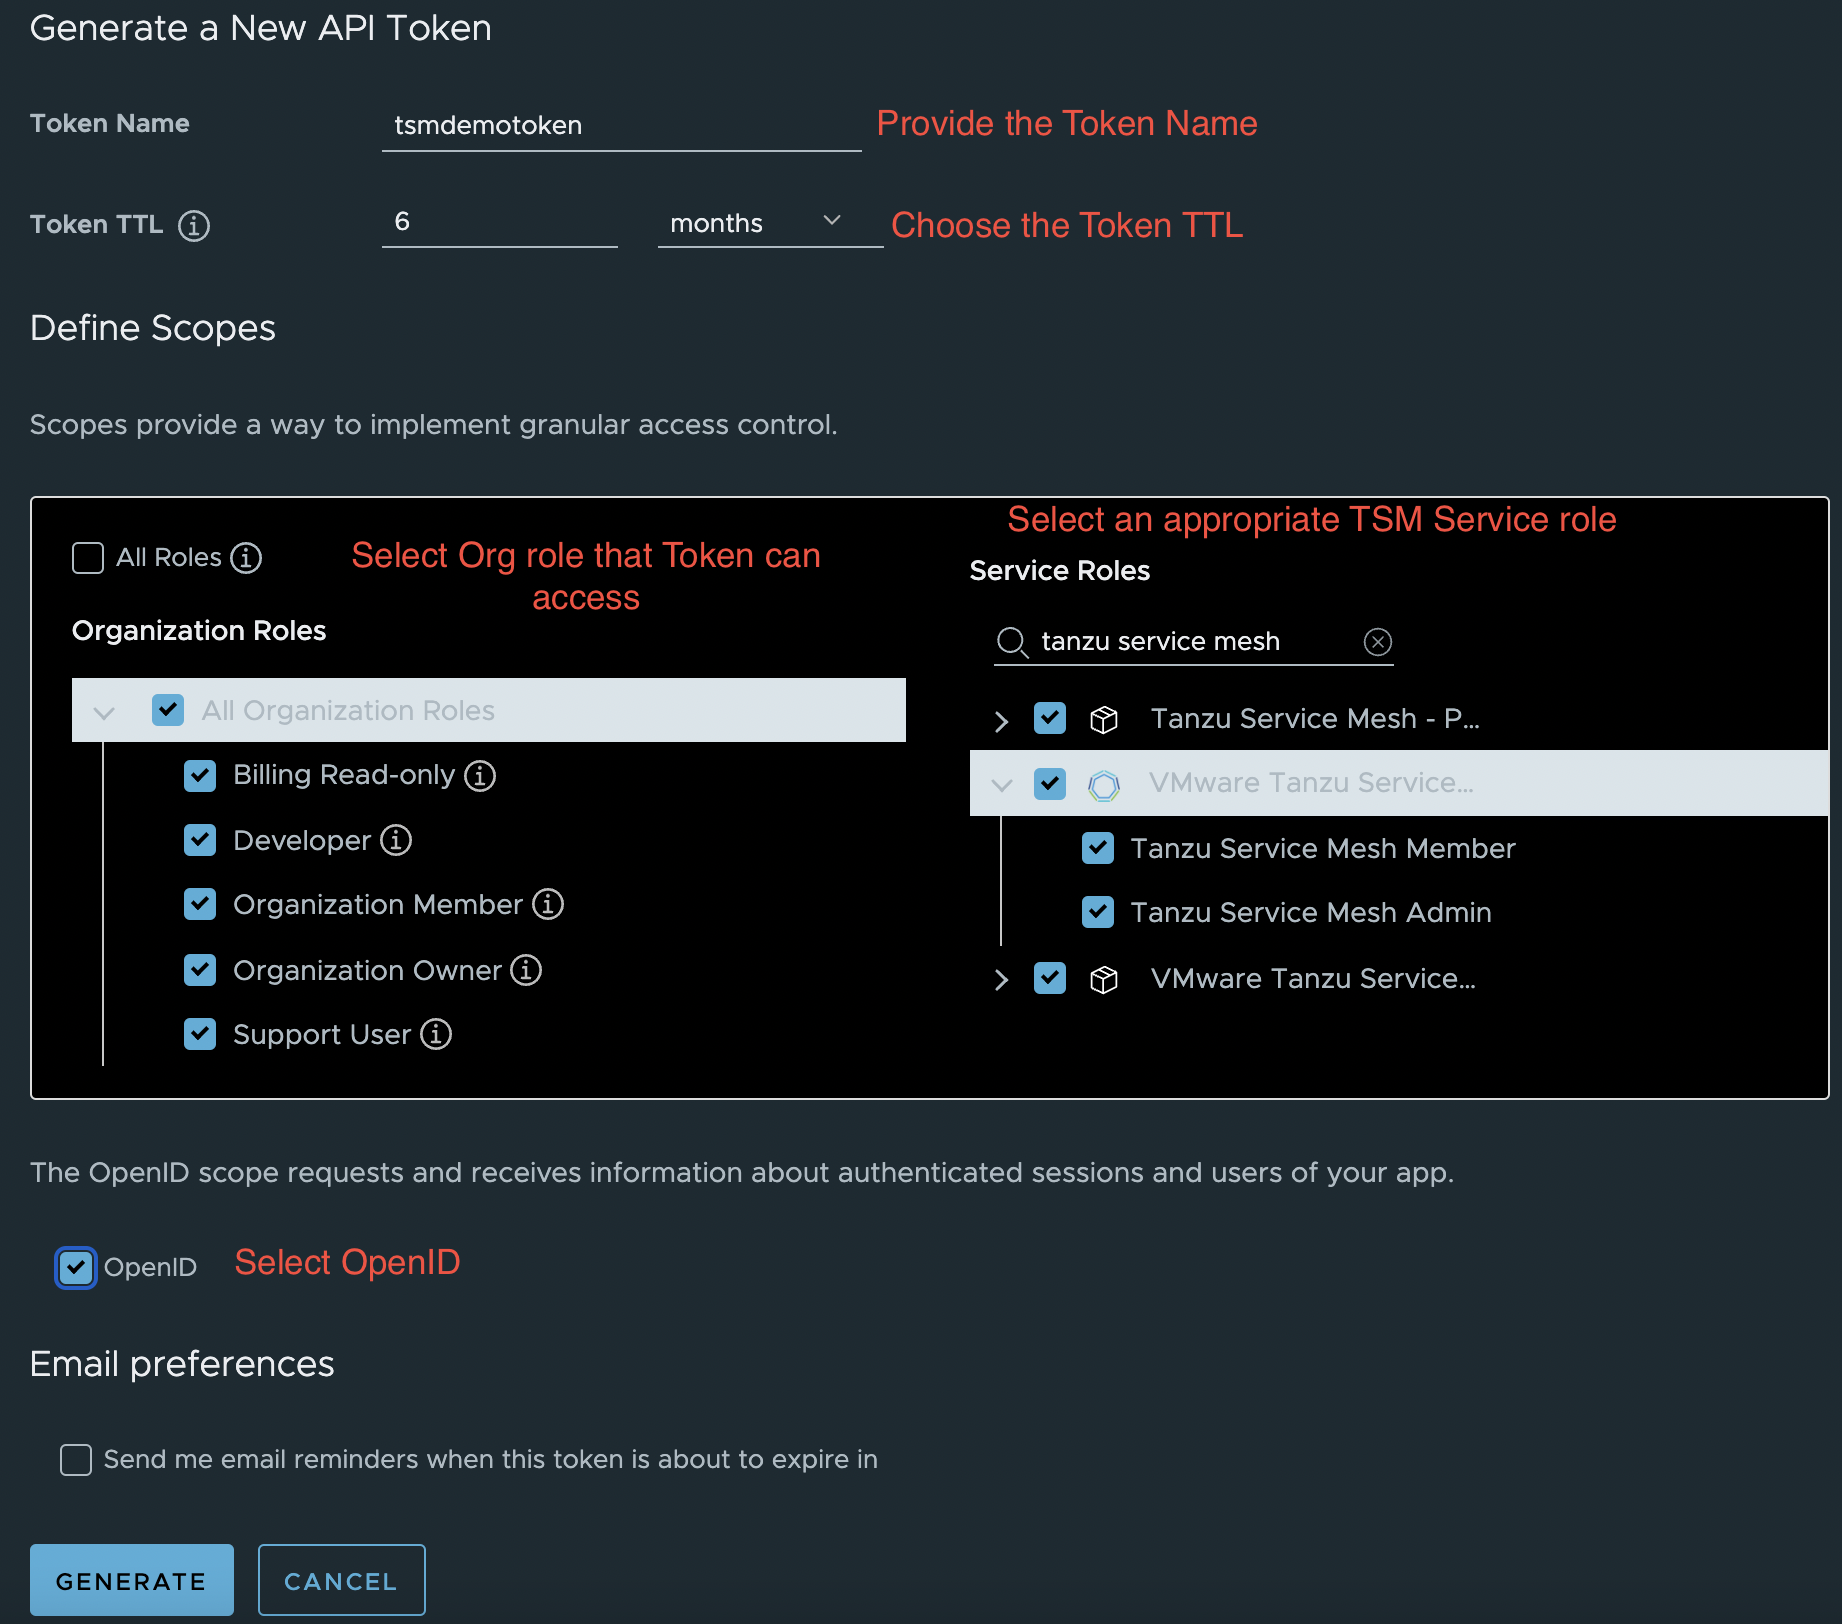 Generate a New API Token
Token Name
tsmdemotoken
Provide the Token Name
Token TTL
6
months
Choose the Token TTL
Define Scopes
Scopes provide a way to implement granular access control.
All Roles
Select Org role that Token can
access
Organization Roles
All Organization Roles
Billing Read-only
Developer
Organization Member
Organization Owner
Support User
Select an appropriate TSM Service role
Service Roles
tanzu service mesh
Tanzu Service Mesh - P...
VMware Tanzu Service...
Tanzu Service Mesh Member
Tanzu Service Mesh Admin
VMware Tanzu Service...
The OpenID scope requests and receives information about authenticated sessions and users of your app.
OpenID
Select OpenID
Email preferences
Send me email reminders when this token is about to expire in
GENERATE
CANCEL